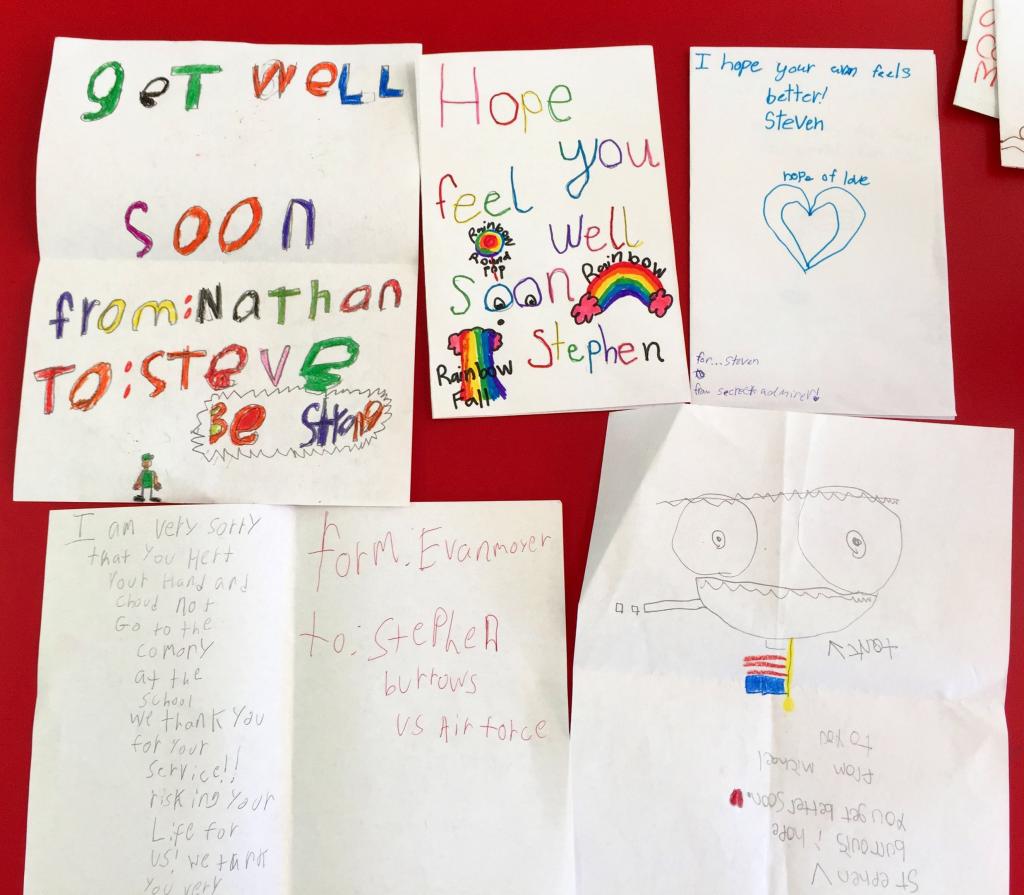 get well
soon
from: Nathan
TO: STEVE
Be Strong
Hope
you
feel
well
Rainbow
Round
Pop
soon
Rainbow
Stephen
Rainbow
Fall
I hope your arm feels
better!
Steven
hope of love
for... Steven
from secret admirer!
I am very sorry
that you Hert
Your Hand and
choud not
Go to the
comony
at the
school
we thank You
for Your
service!!
risking Your
Life for
us! we tank
You very
form: Evanmoyer
to: Stephen
burrows
US Air force
Stephen
burrows i hope
you get better soon.
from michael
to you
tank